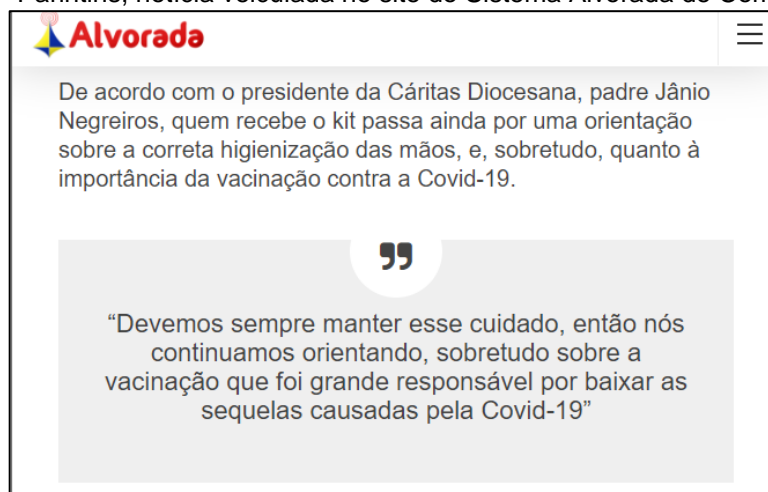 Alvorada
De acordo com o presidente da Cáritas Diocesana, padre Jânio
Negreiros, quem recebe o kit passa ainda por uma orientação
sobre a correta higienização das mãos, e, sobretudo, quanto à
importância da vacinação contra a Covid-19.
”
“Devemos sempre manter esse cuidado, então nós
continuamos orientando, sobretudo sobre a
vacinação que foi grande responsável por baixar as
sequelas causadas pela Covid-19”